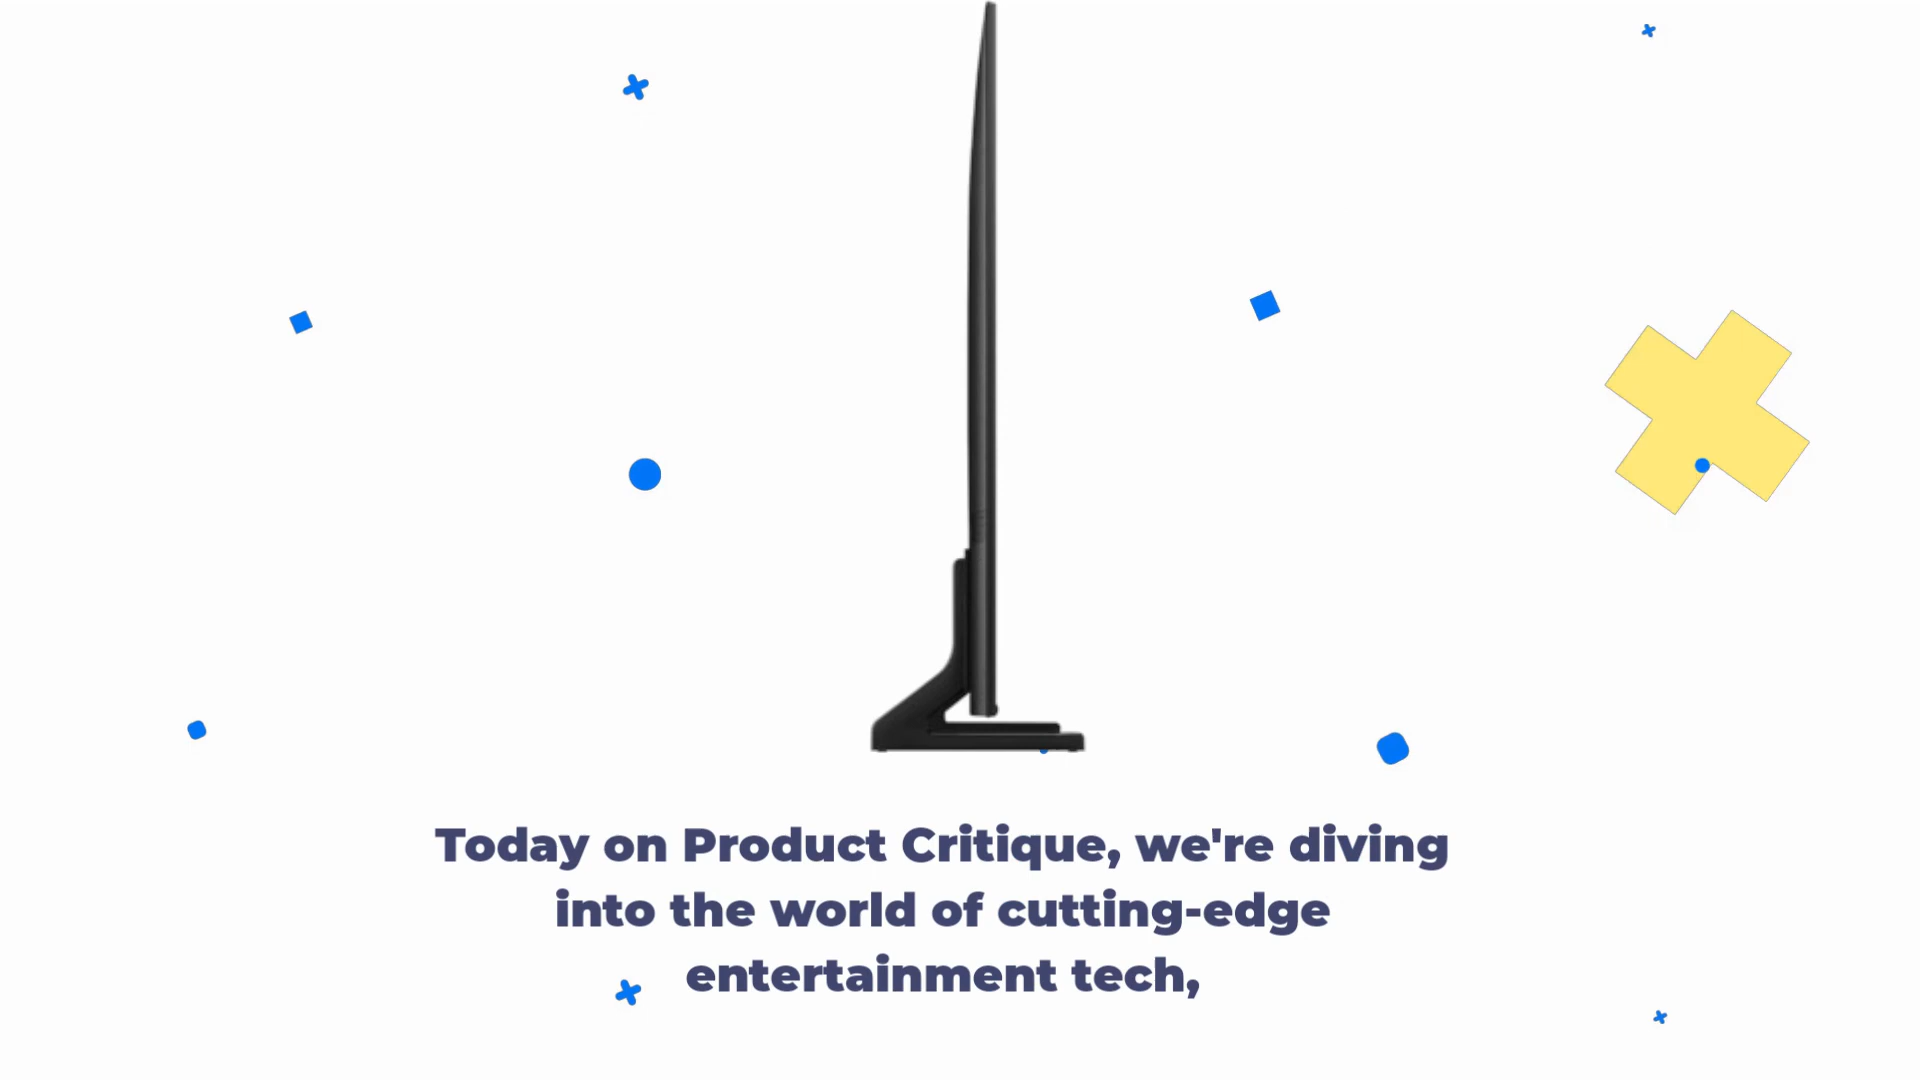 Today on Product Critique, we're diving
into the world of cutting-edge
entertainment tech,